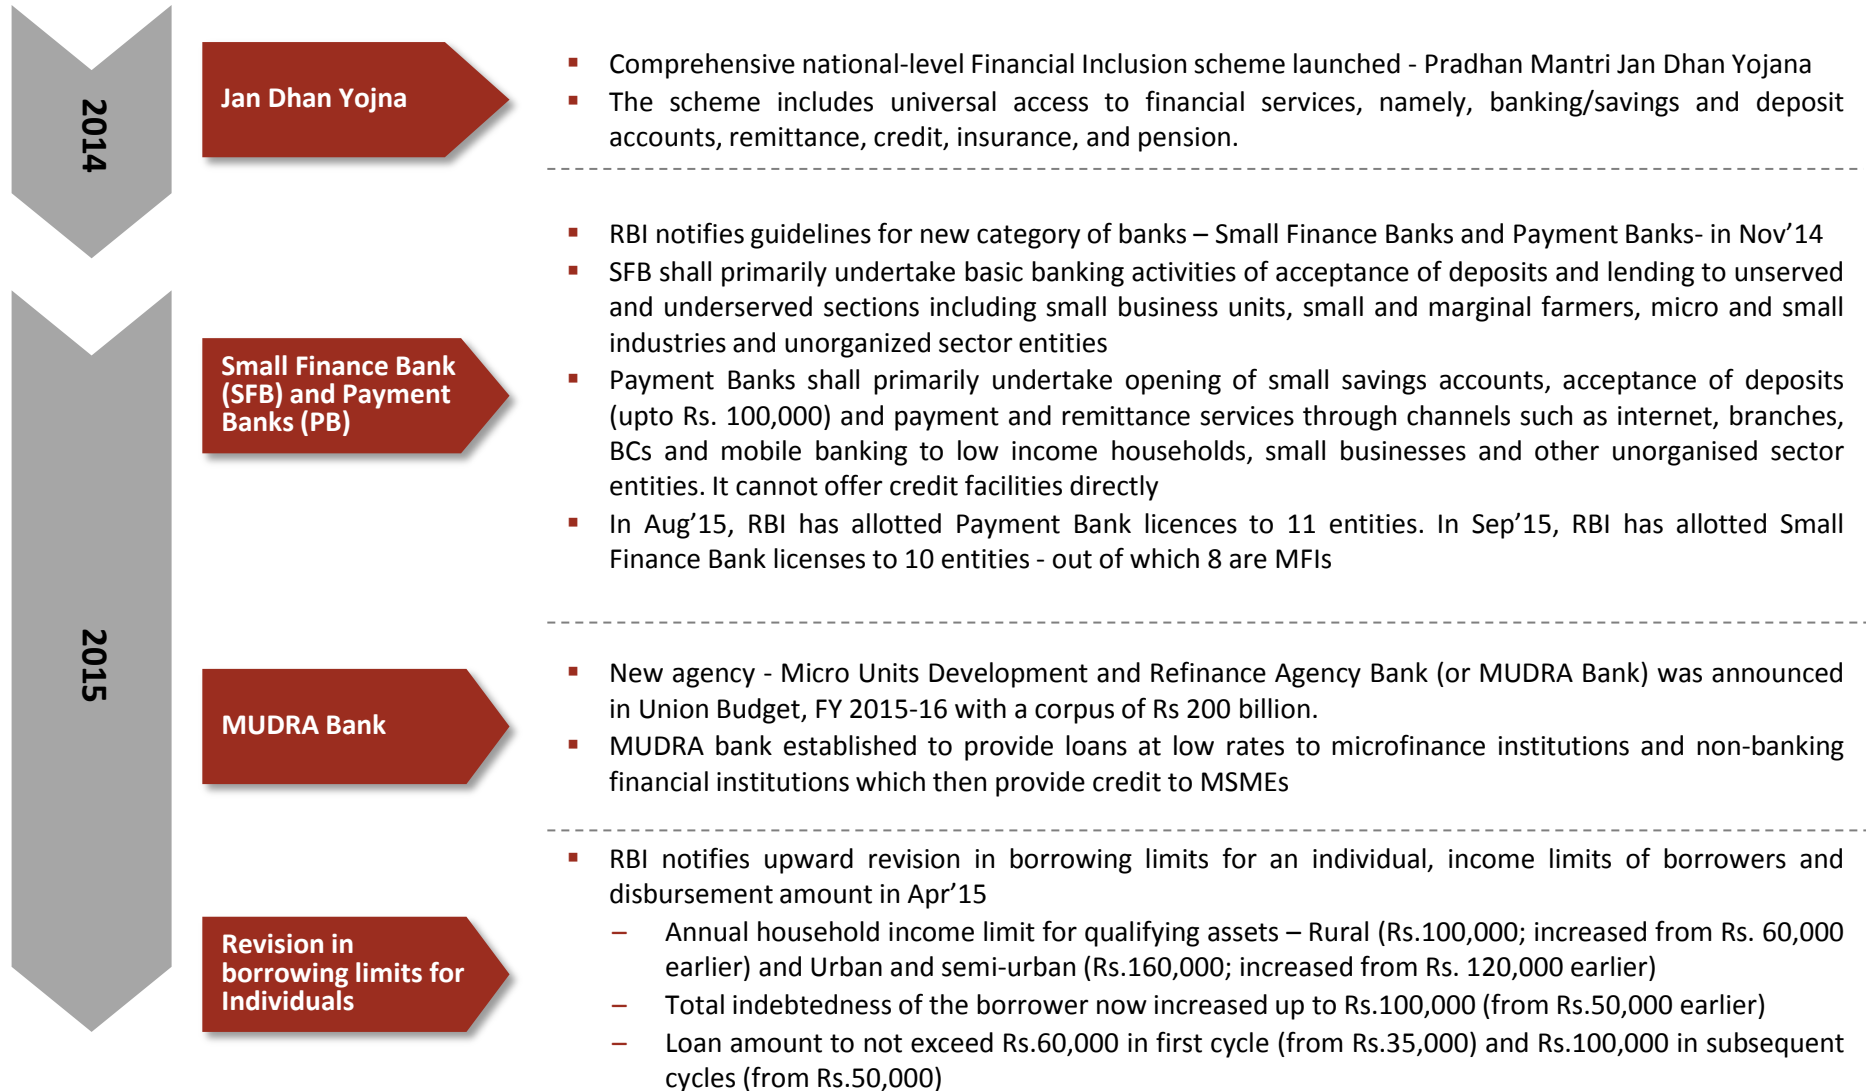 2014
Jan Dhan Yojna
▪ Comprehensive national-level Financial Inclusion scheme launched - Pradhan Mantri Jan Dhan Yojana
▪ The scheme includes universal access to financial services, namely, banking/savings and deposit
accounts, remittance, credit, insurance, and pension.
2015
Small Finance Bank
(SFB) and Payment
Banks (PB)
▪ RBI notifies guidelines for new category of banks – Small Finance Banks and Payment Banks- in Nov’14
▪ SFB shall primarily undertake basic banking activities of acceptance of deposits and lending to unserved
and underserved sections including small business units, small and marginal farmers, micro and small
industries and unorganized sector entities
▪ Payment Banks shall primarily undertake opening of small savings accounts, acceptance of deposits
(upto Rs. 100,000) and payment and remittance services through channels such as internet, branches,
BCs and mobile banking to low income households, small businesses and other unorganised sector
entities. It cannot offer credit facilities directly
▪ In Aug’15, RBI has allotted Payment Bank licences to 11 entities. In Sep’15, RBI has allotted Small
Finance Bank licenses to 10 entities - out of which 8 are MFIs
MUDRA Bank
▪ New agency - Micro Units Development and Refinance Agency Bank (or MUDRA Bank) was announced
in Union Budget, FY 2015-16 with a corpus of Rs 200 billion.
▪ MUDRA bank established to provide loans at low rates to microfinance institutions and non-banking
financial institutions which then provide credit to MSMEs
Revision in
borrowing limits for
Individuals
▪ RBI notifies upward revision in borrowing limits for an individual, income limits of borrowers and
disbursement amount in Apr’15
– Annual household income limit for qualifying assets – Rural (Rs.100,000; increased from Rs. 60,000
earlier) and Urban and semi-urban (Rs.160,000; increased from Rs. 120,000 earlier)
– Total indebtedness of the borrower now increased up to Rs.100,000 (from Rs.50,000 earlier)
– Loan amount to not exceed Rs.60,000 in first cycle (from Rs.35,000) and Rs.100,000 in subsequent
cycles (from Rs.50,000)